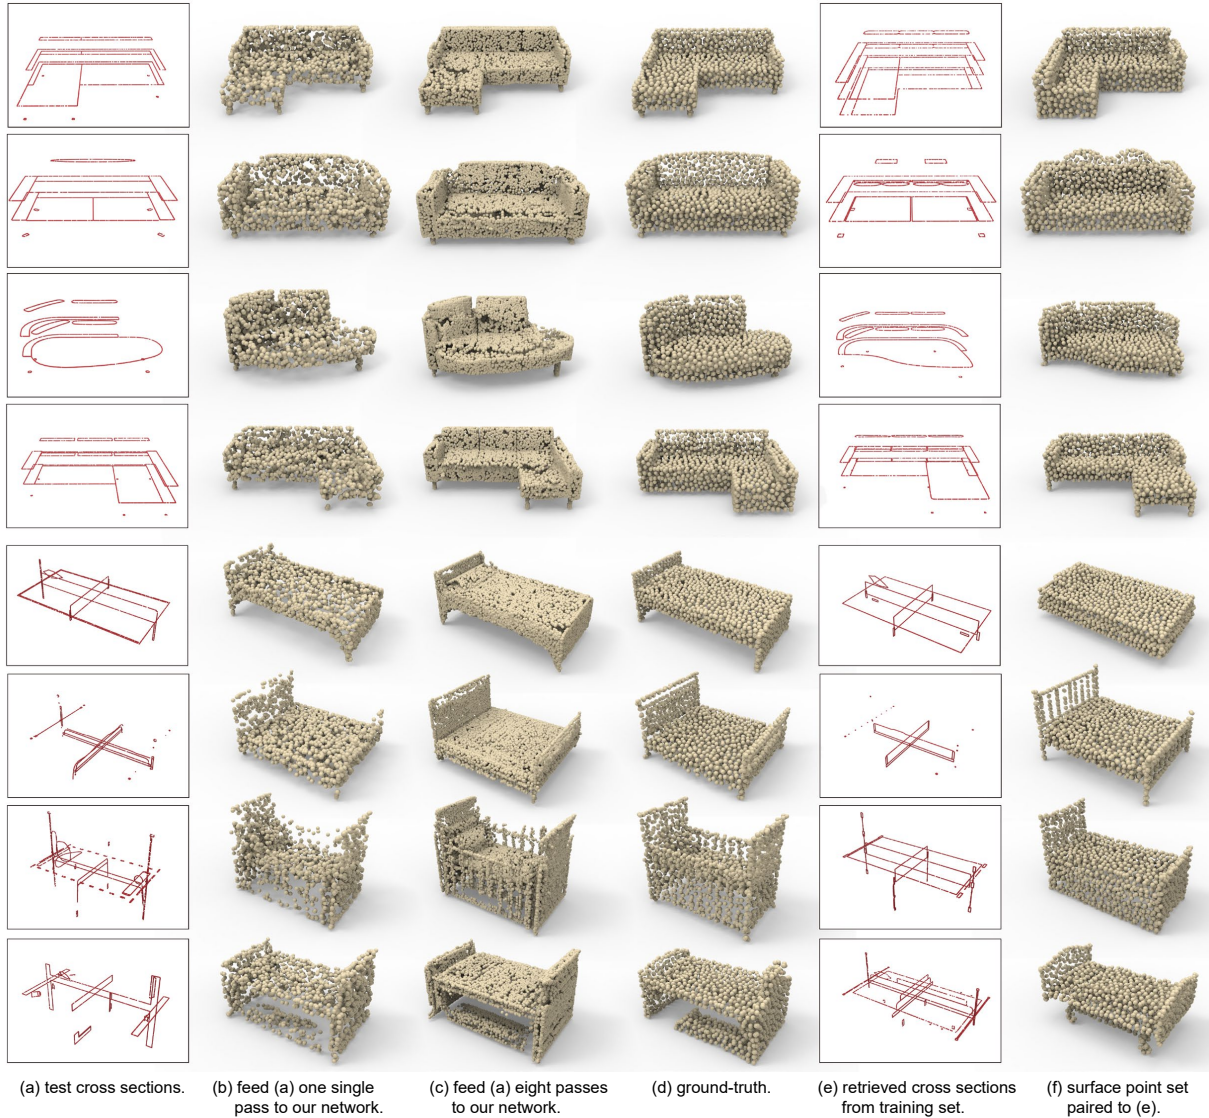 (a) test cross sections.
(b) feed (a) one single
pass to our network.
(c) feed (a) eight passes
to our network.
(d) ground-truth.
(e) retrieved cross sections
from training set.
(f) surface point set
paired to (e).